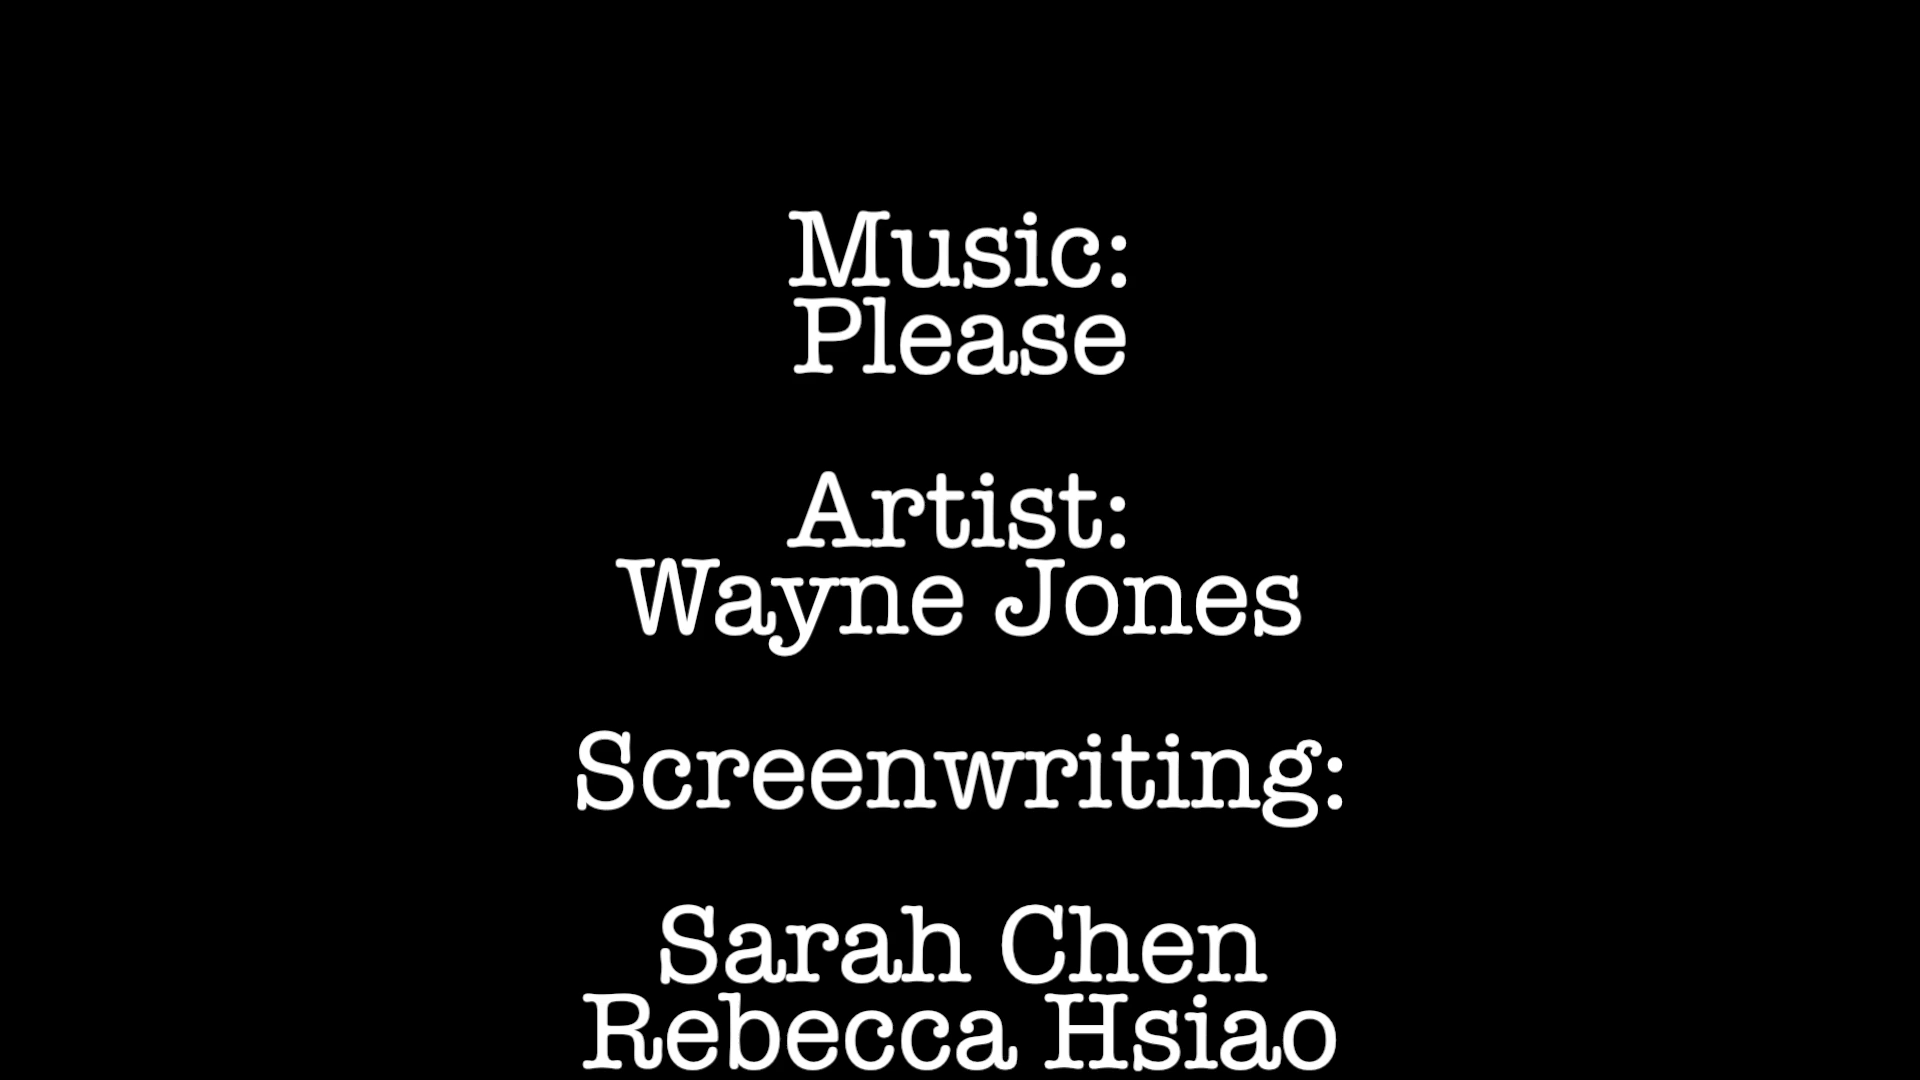 Music:
Please
Artist:
Wayne Jones
Screenwriting:
Sarah Chen
Rebecca Hsiao